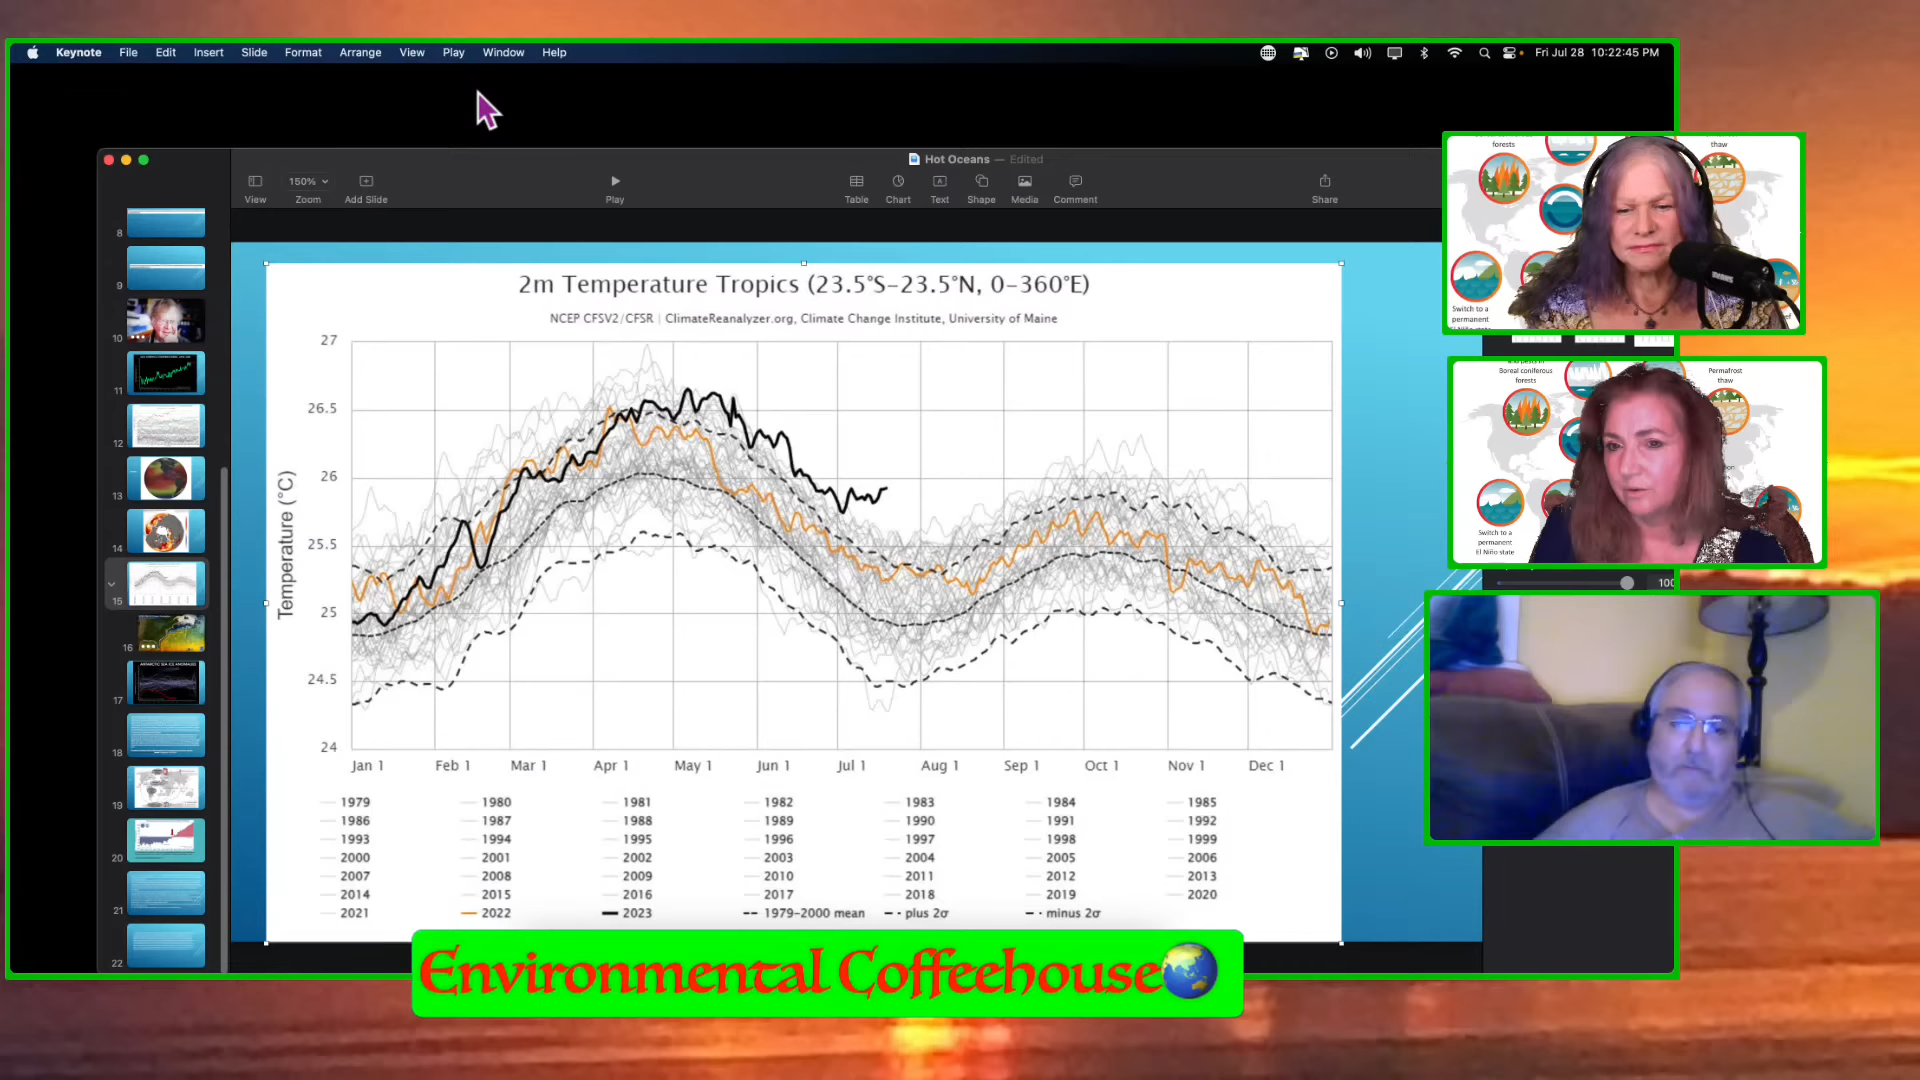 Keynote File Edit Insert Slide Format Arrange View Play Window Help
Fri Jul 28 10:22:45 PM
Hot Oceans — Edited
150%
View Zoom Add Slide Play Table Chart Text Shape Media Comment Share
8
9
10
11
12
13
14
15
16
17
18
19
20
21
22
2m Temperature Tropics (23.5°S–23.5°N, 0–360°E)
NCEP CFSV2/CFSR | ClimateReanalyzer.org, Climate Change Institute, University of Maine
Temperature (°C)
27
26.5
26
25.5
25
24.5
24
Jan 1 Feb 1 Mar 1 Apr 1 May 1 Jun 1 Jul 1 Aug 1 Sep 1 Oct 1 Nov 1 Dec 1
1979 1980 1981 1982 1983 1984 1985
1986 1987 1988 1989 1990 1991 1992
1993 1994 1995 1996 1997 1998 1999
2000 2001 2002 2003 2004 2005 2006
2007 2008 2009 2010 2011 2012 2013
2014 2015 2016 2017 2018 2019 2020
2021 2022 2023 1979–2000 mean plus 2σ minus 2σ
forests
thaw
Switch to a
permanent
Boreal coniferous
forests
Permafrost
thaw
Switch to a
permanent
El Niño state
100
Environmental Coffeehouse